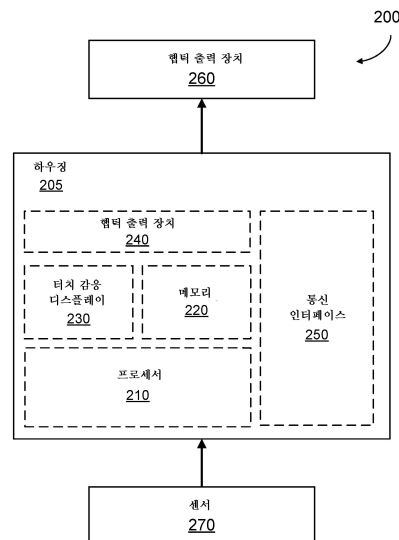 200
햅틱 출력 장치
260
하우징
205
햅틱 출력 장치
240
터치 감응
디스플레이
230
메모리
220
통신
인터페이스
250
프로세서
210
센서
270